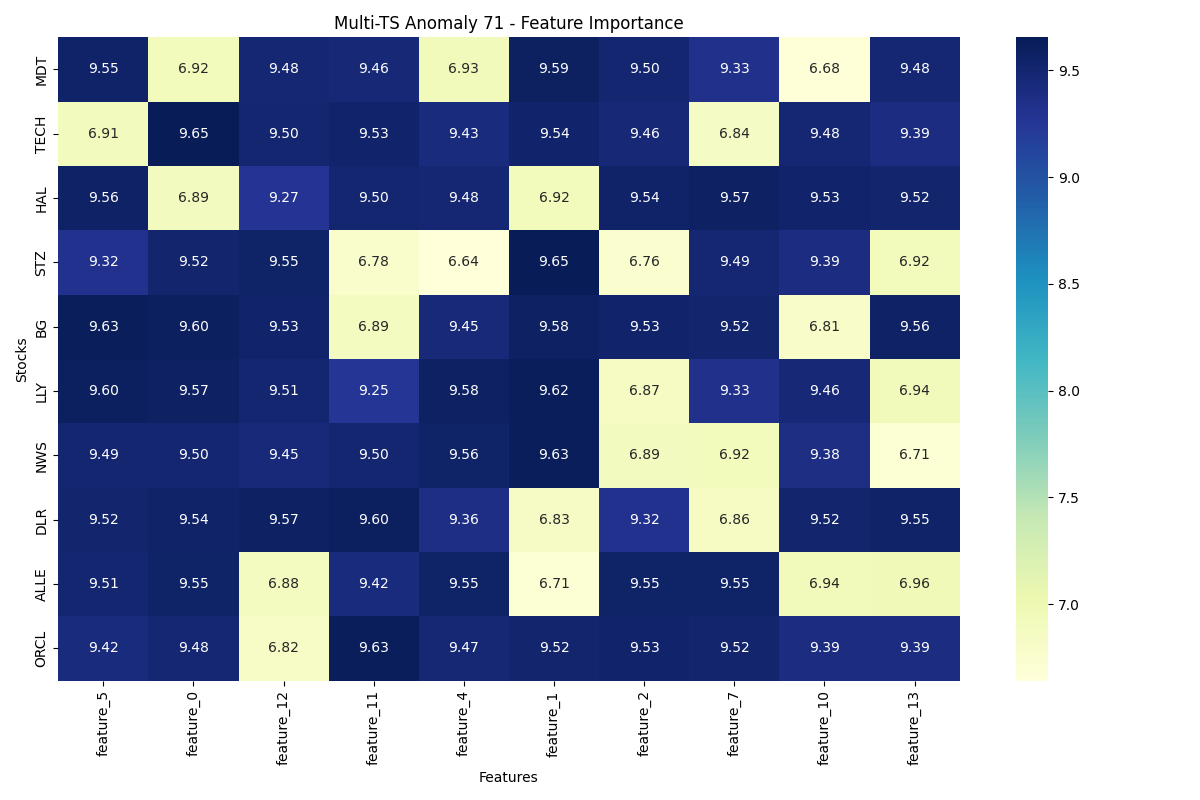 Multi-TS Anomaly 71 - Feature Importance
MDT 9.55 6.92 9.48 9.46 6.93 9.59 9.50 9.33 6.68 9.48
TECH 6.91 9.65 9.50 9.53 9.43 9.54 9.46 6.84 9.48 9.39
HAL 9.56 6.89 9.27 9.50 9.48 6.92 9.54 9.57 9.53 9.52
STZ 9.32 9.52 9.55 6.78 6.64 9.65 6.76 9.49 9.39 6.92
BG 9.63 9.60 9.53 6.89 9.45 9.58 9.53 9.52 6.81 9.56
LLY 9.60 9.57 9.51 9.25 9.58 9.62 6.87 9.33 9.46 6.94
NWS 9.49 9.50 9.45 9.50 9.56 9.63 6.89 6.92 9.38 6.71
DLR 9.52 9.54 9.57 9.60 9.36 6.83 9.32 6.86 9.52 9.55
ALLE 9.51 9.55 6.88 9.42 9.55 6.71 9.55 9.55 6.94 6.96
ORCL 9.42 9.48 6.82 9.63 9.47 9.52 9.53 9.52 9.39 9.39
Stocks
feature_5 feature_0 feature_12 feature_11 feature_4 feature_1 feature_2 feature_7 feature_10 feature_13
Features
9.5
9.0
8.5
8.0
7.5
7.0